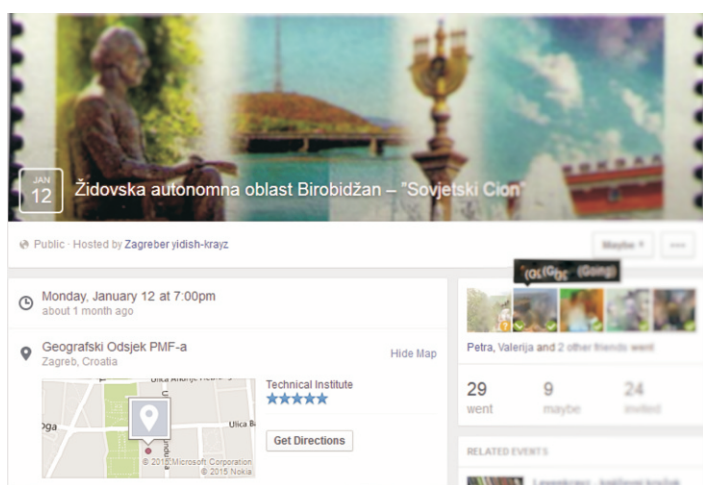 JAN
12
Židovska autonomna oblast Birobidžan – "Sovjetski Cion"
Public · Hosted by Zagreber yidish-krayz
Maybe
Monday, January 12 at 7:00pm
about 1 month ago
(Going)
Geografski Odsjek PMF-a
Zagreb, Croatia
Hide Map
Petra, Valerija and 2 other friends went
Technical Institute
29
went
9
maybe
24
invited
Ulica B
Get Directions
© 2015 Microsoft Corporation
© 2015 Nokia
RELATED EVENTS